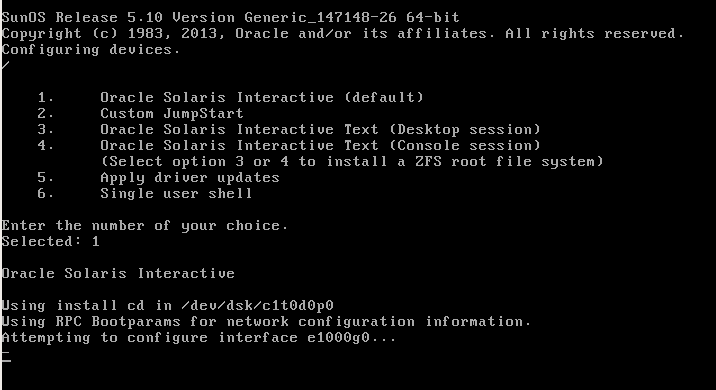 SunOS Release 5.10 Version Generic_147148-26 64-bit
Copyright (c) 1983, 2013, Oracle and/or its affiliates. All rights reserved.
Configuring devices.
/
1. Oracle Solaris Interactive (default)
2. Custom JumpStart
3. Oracle Solaris Interactive Text (Desktop session)
4. Oracle Solaris Interactive Text (Console session)
(Select option 3 or 4 to install a ZFS root file system)
5. Apply driver updates
6. Single user shell
Enter the number of your choice.
Selected: 1
Oracle Solaris Interactive
Using install cd in /dev/dsk/c1t0d0p0
Using RPC Bootparams for network configuration information.
Attempting to configure interface e1000g0...